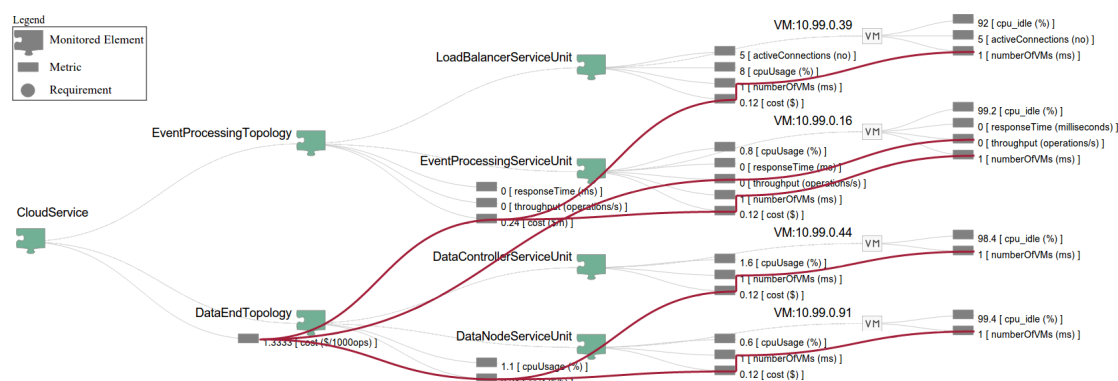 Legend
Monitored Element
Metric
Requirement
CloudService
EventProcessingTopology
DataEndTopology
1.3333 [ cost ($/1000ops) ]
LoadBalancerServiceUnit
5 [ activeConnections (no) ]
8 [ cpuUsage (%) ]
1 [ numberOfVMs (ms) ]
0.12 [ cost ($) ]
VM:10.99.0.39
VM
92 [ cpu_idle (%) ]
5 [ activeConnections (no) ]
1 [ numberOfVMs (ms) ]
EventProcessingServiceUnit
0.8 [ cpuUsage (%) ]
0 [ responseTime (ms) ]
0 [ throughput (operations/s) ]
1 [ numberOfVMs (ms) ]
0.12 [ cost ($) ]
VM:10.99.0.16
VM
99.2 [ cpu_idle (%) ]
0 [ responseTime (milliseconds) ]
0 [ throughput (operations/s) ]
1 [ numberOfVMs (ms) ]
0 [ responseTime (ms) ]
0 [ throughput (operations/s) ]
0.24 [ cost ($/h) ]
DataControllerServiceUnit
1.6 [ cpuUsage (%) ]
1 [ numberOfVMs (ms) ]
0.12 [ cost ($) ]
VM:10.99.0.44
VM
98.4 [ cpu_idle (%) ]
1 [ numberOfVMs (ms) ]
DataNodeServiceUnit
0.6 [ cpuUsage (%) ]
1 [ numberOfVMs (ms) ]
0.12 [ cost ($) ]
VM:10.99.0.91
VM
99.4 [ cpu_idle (%) ]
1 [ numberOfVMs (ms) ]
1.1 [ cpuUsage (%) ]